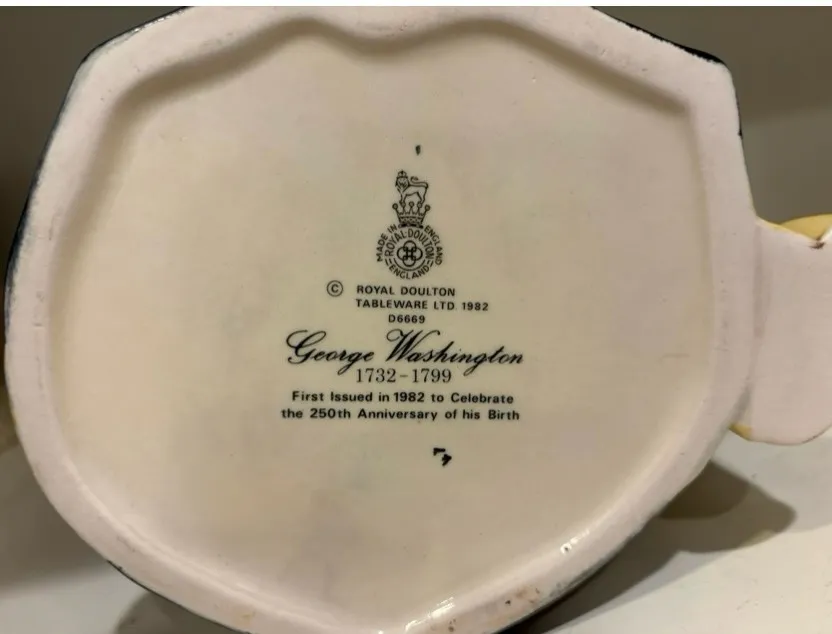 MADE IN ENGLAND
ROYAL DOULTON
ENGLAND
© ROYAL DOULTON
TABLEWARE LTD. 1982
D6669
George Washington
1732-1799
First Issued in 1982 to Celebrate
the 250th Anniversary of his Birth